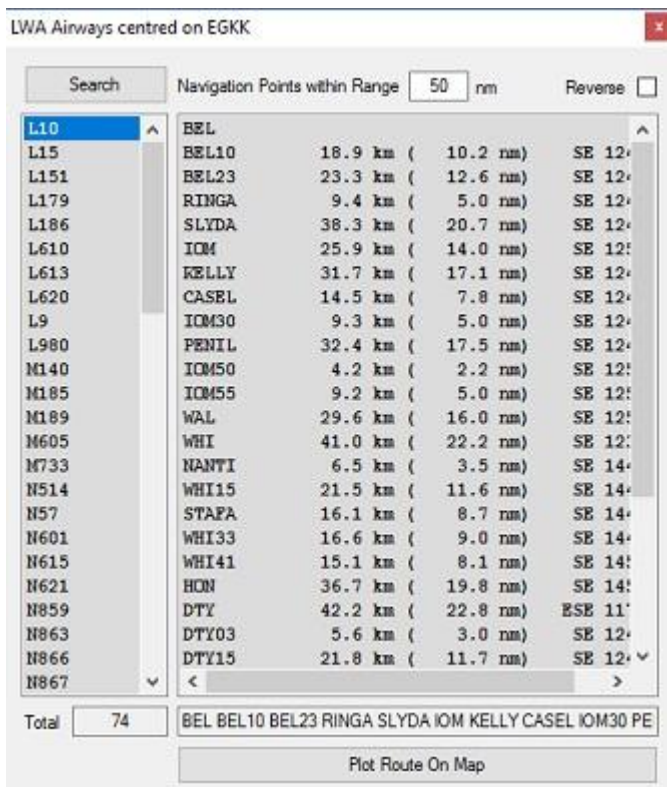 LWA Airways centred on EGKK
x
Search Navigation Points within Range 50 nm Reverse
L10 BEL
L15 BEL10 18.9 km ( 10.2 nm) SE
L151 BEL23 23.3 km ( 12.6 nm) SE
L179 RINGA 9.4 km ( 5.0 nm) SE
L186 SLYDA 38.3 km ( 20.7 nm) SE
L610 IOM 25.9 km ( 14.0 nm) SE
L613 KELLY 31.7 km ( 17.1 nm) SE
L620 CASEL 14.5 km ( 7.8 nm) SE
L9 IOM30 9.3 km ( 5.0 nm) SE
L980 PENIL 32.4 km ( 17.5 nm) SE
M140 IOM50 4.2 km ( 2.2 nm) SE
M185 IOM55 9.2 km ( 5.0 nm) SE
M189 WAL 29.6 km ( 16.0 nm) SE
M605 WHI 41.0 km ( 22.2 nm) SE
M733 NANTI 6.5 km ( 3.5 nm) SE
N514 WHI15 21.5 km ( 11.6 nm) SE
N57 STAFA 16.1 km ( 8.7 nm) SE
N601 WHI33 16.6 km ( 9.0 nm) SE
N615 WHI41 15.1 km ( 8.1 nm) SE
N621 HON 36.7 km ( 19.8 nm) SE
N859 DTY 42.2 km ( 22.8 nm) ESE
N863 DTY03 5.6 km ( 3.0 nm) SE
N866 DTY15 21.8 km ( 11.7 nm) SE
N867
Total 74 BEL BEL10 BEL23 RINGA SLYDA IOM KELLY CASEL IOM30 PE
Plot Route On Map